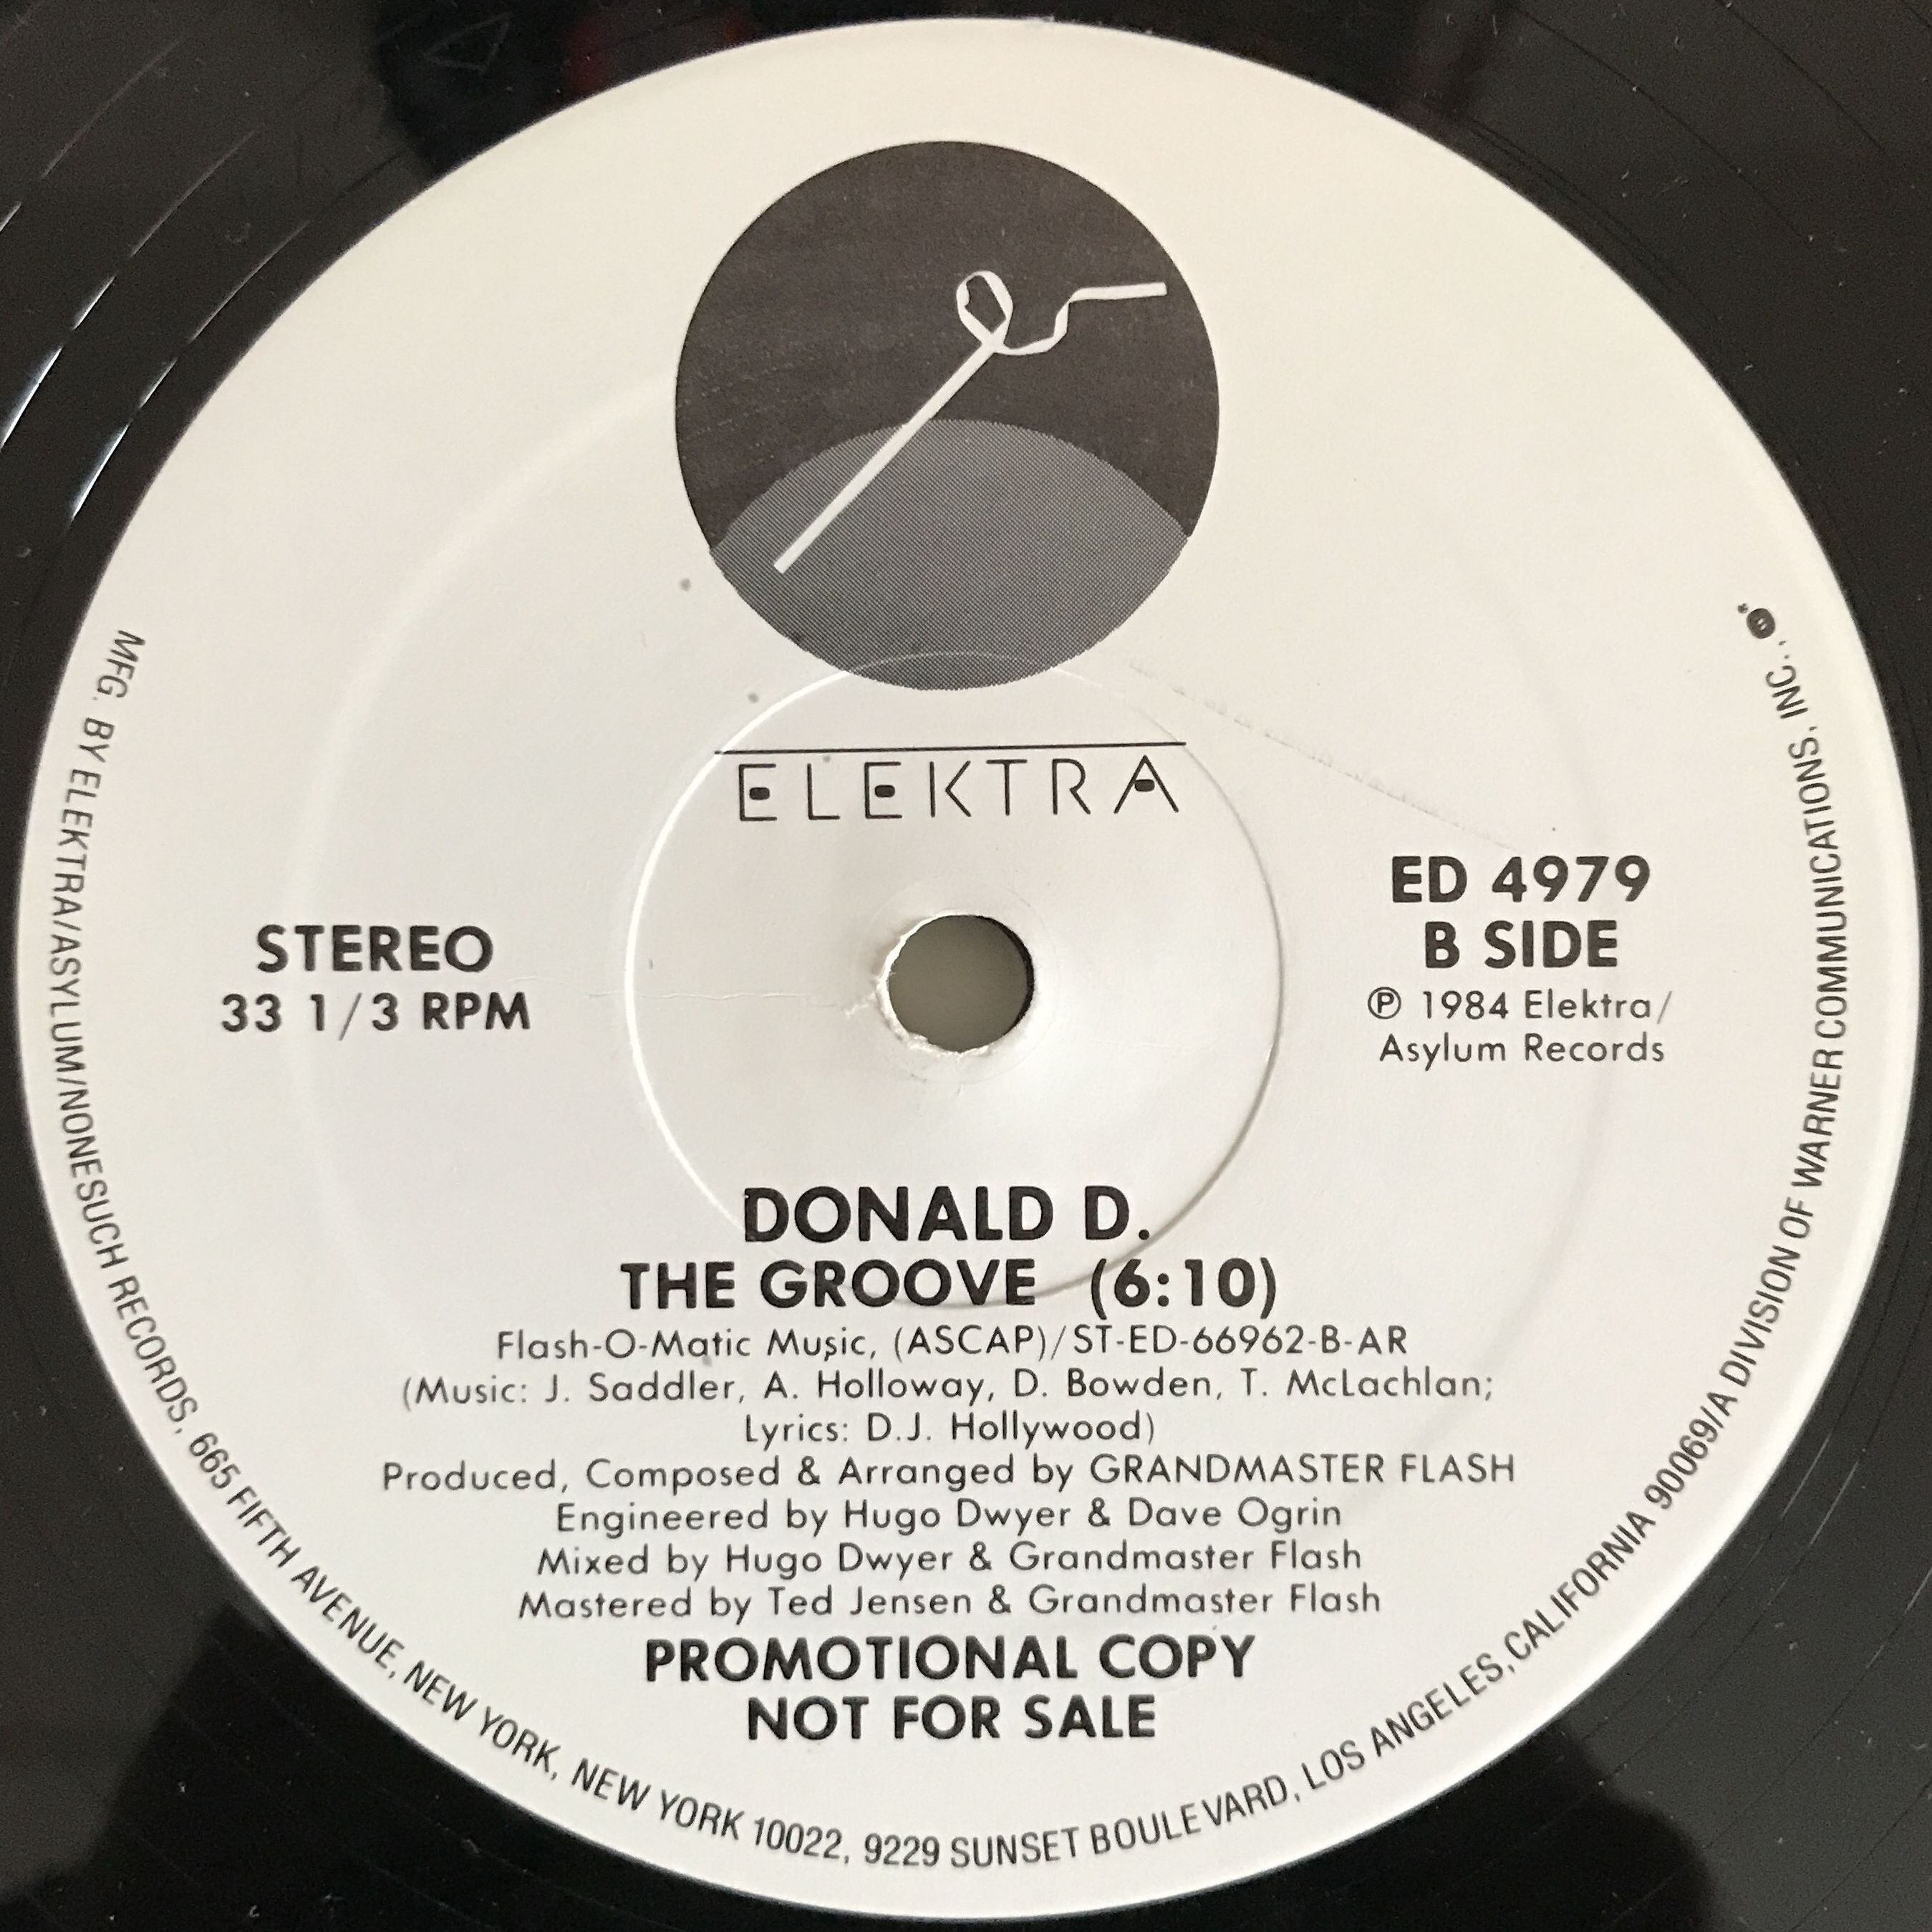 ELEKTRA
STEREO
33 1/3 RPM
ED 4979
B SIDE
℗ 1984 Elektra/
Asylum Records
DONALD D.
THE GROOVE (6:10)
Flash-O-Matic Music, (ASCAP)/ST-ED-66962-B-AR
(Music: J. Saddler, A. Holloway, D. Bowden, T. McLachlan;
Lyrics: D.J. Hollywood)
Produced, Composed & Arranged by GRANDMASTER FLASH
Engineered by Hugo Dwyer & Dave Ogrin
Mixed by Hugo Dwyer & Grandmaster Flash
Mastered by Ted Jensen & Grandmaster Flash
PROMOTIONAL COPY
NOT FOR SALE
MFG. BY ELEKTRA/ASYLUM/NONESUCH RECORDS, 665 FIFTH AVENUE, NEW YORK, NEW YORK 10022, 9229 SUNSET BOULEVARD, LOS ANGELES, CALIFORNIA 90069/A DIVISION OF WARNER COMMUNICATIONS, INC.,